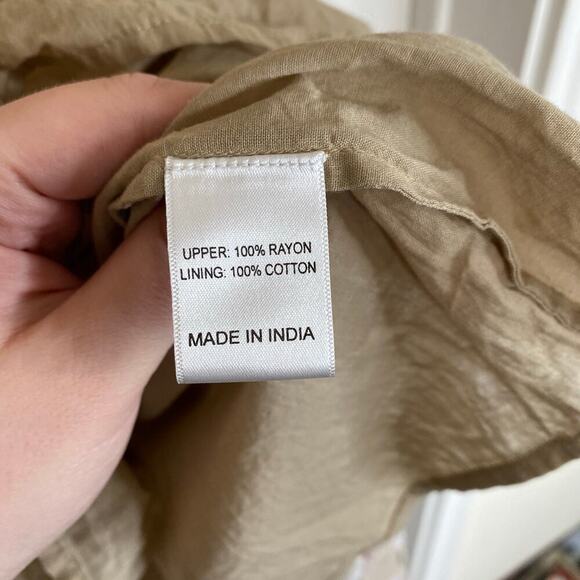 UPPER: 100% RAYON
LINING: 100% COTTON
MADE IN INDIA